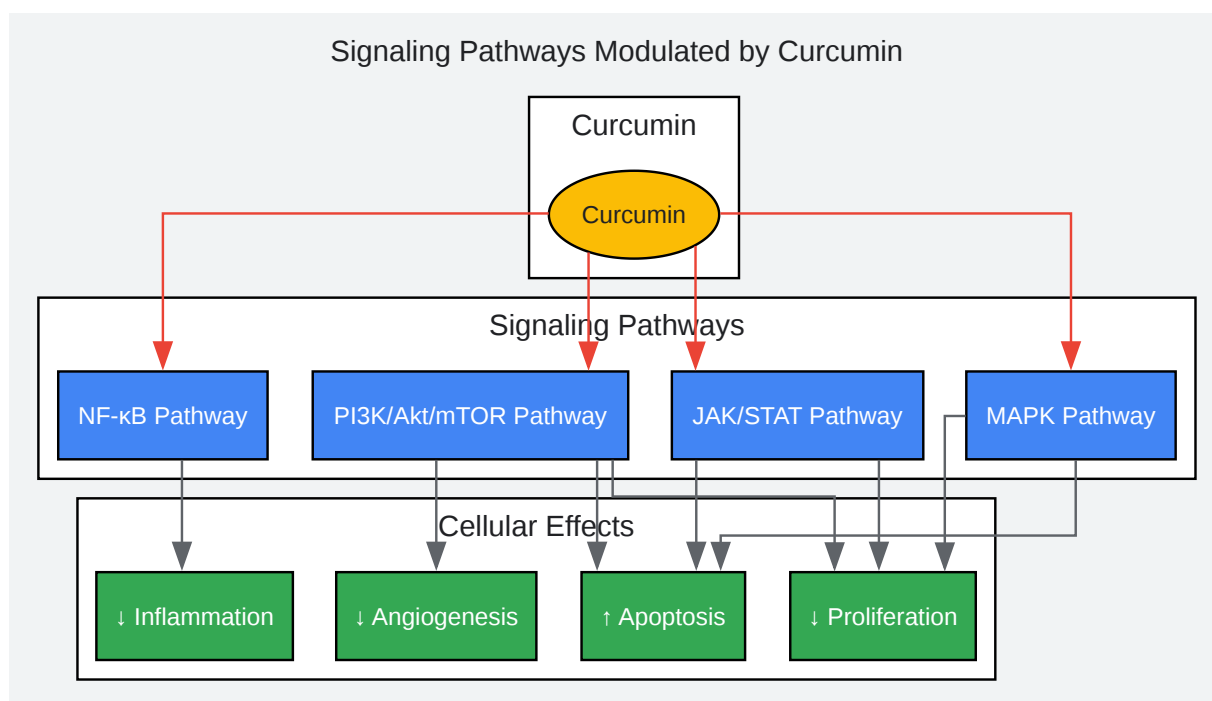 Signaling Pathways Modulated by Curcumin
Curcumin
Curcumin
Signaling Pathways
NF-κB Pathway
PI3K/Akt/mTOR Pathway
JAK/STAT Pathway
MAPK Pathway
Cellular Effects
↓ Inflammation
↓ Angiogenesis
↑ Apoptosis
↓ Proliferation